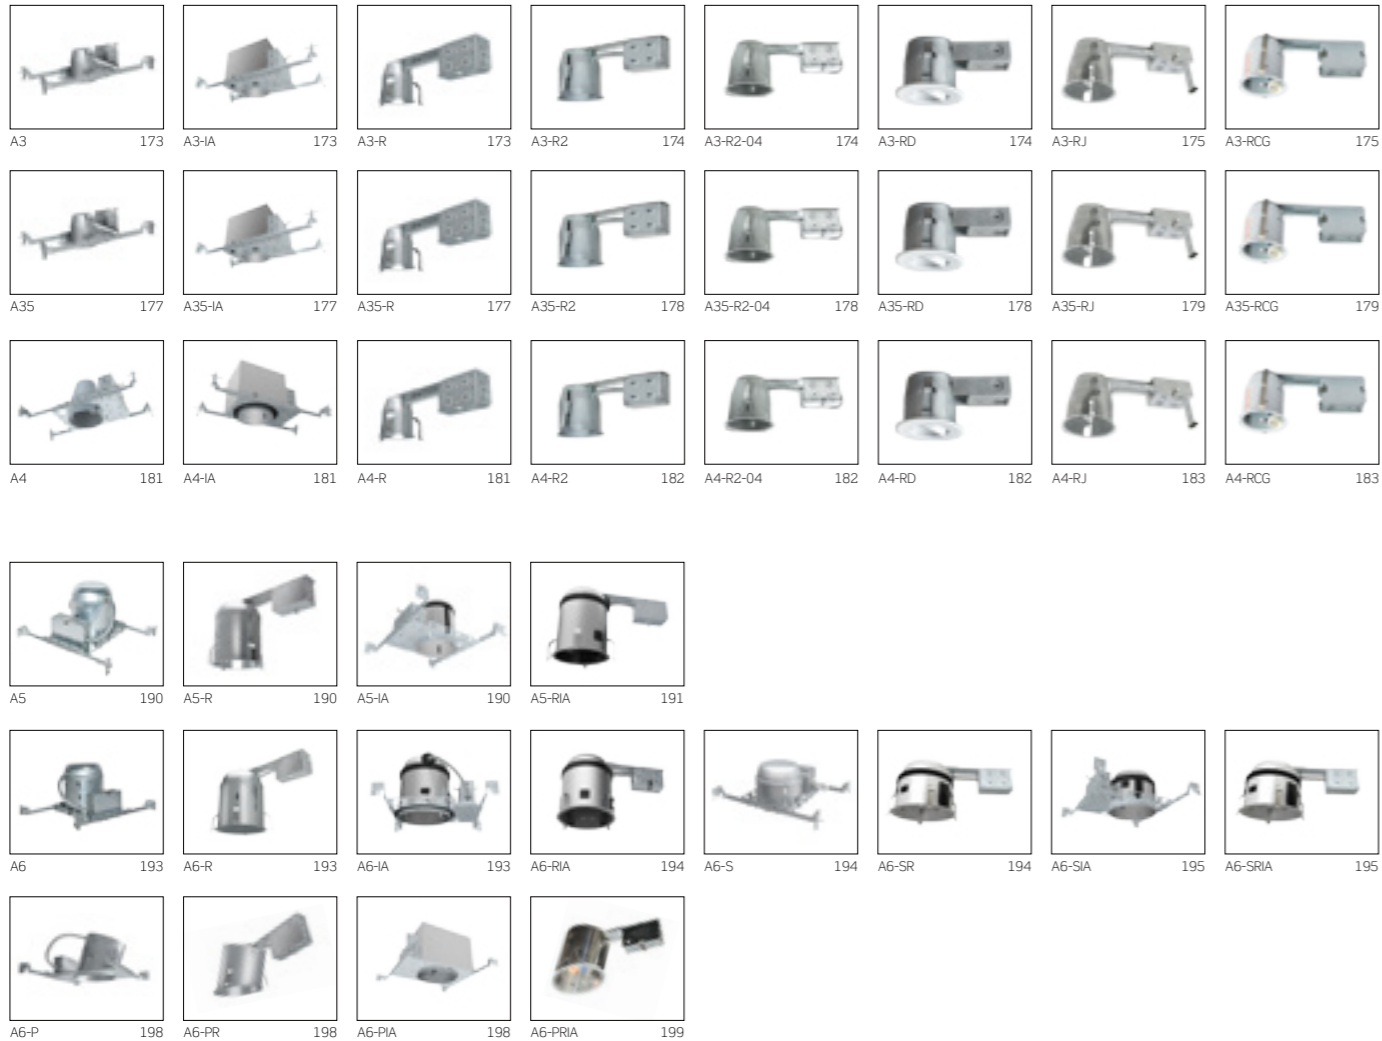 A3 173 A3-IA 173 A3-R 173 A3-R2 174 A3-R2-04 174 A3-RD 174 A3-RJ 175 A3-RCG 175
A35 177 A35-IA 177 A35-R 177 A35-R2 178 A35-R2-04 178 A35-RD 178 A35-RJ 179 A35-RCG 179
A4 181 A4-IA 181 A4-R 181 A4-R2 182 A4-R2-04 182 A4-RD 182 A4-RJ 183 A4-RCG 183
A5 190 A5-R 190 A5-IA 190 A5-RIA 191
A6 193 A6-R 193 A6-IA 193 A6-RIA 194 A6-S 194 A6-SR 194 A6-SIA 195 A6-SRIA 195
A6-P 198 A6-PR 198 A6-PIA 198 A6-PRIA 199